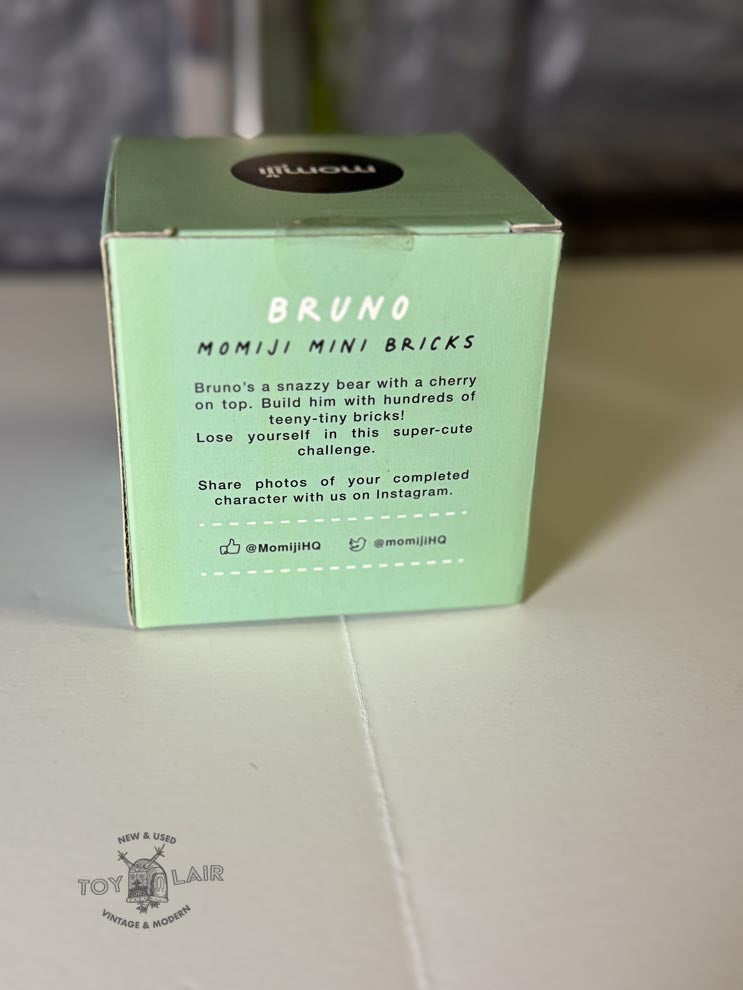 momiji
BRUNO
MOMIJI MINI BRICKS
Bruno's a snazzy bear with a cherry
on top. Build him with hundreds of
teeny-tiny bricks!
Lose yourself in this super-cute
challenge.
Share photos of your completed
character with us on Instagram.
@MomijiHQ @momijiHQ
NEW & USED
TOY LAIR
VINTAGE & MODERN